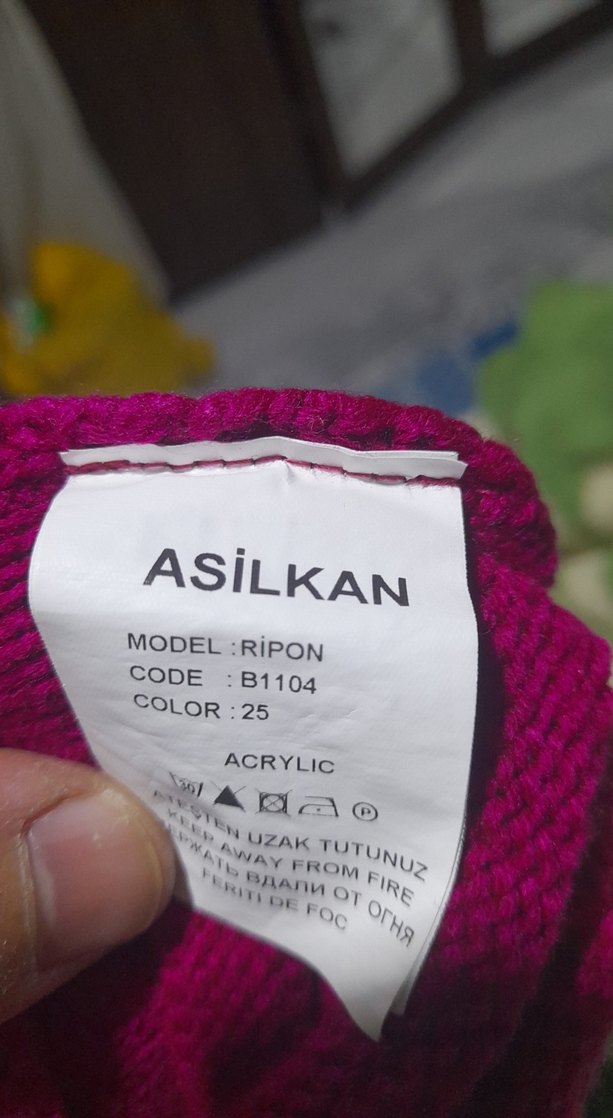 ASİLKAN
MODEL : RİPON
CODE : B1104
COLOR : 25
ACRYLIC
30 P
ATEŞTEN UZAK TUTUNUZ
KEEP AWAY FROM FIRE
ВДАЛИ ОТ ОГНЯ
FERITI DE FOC